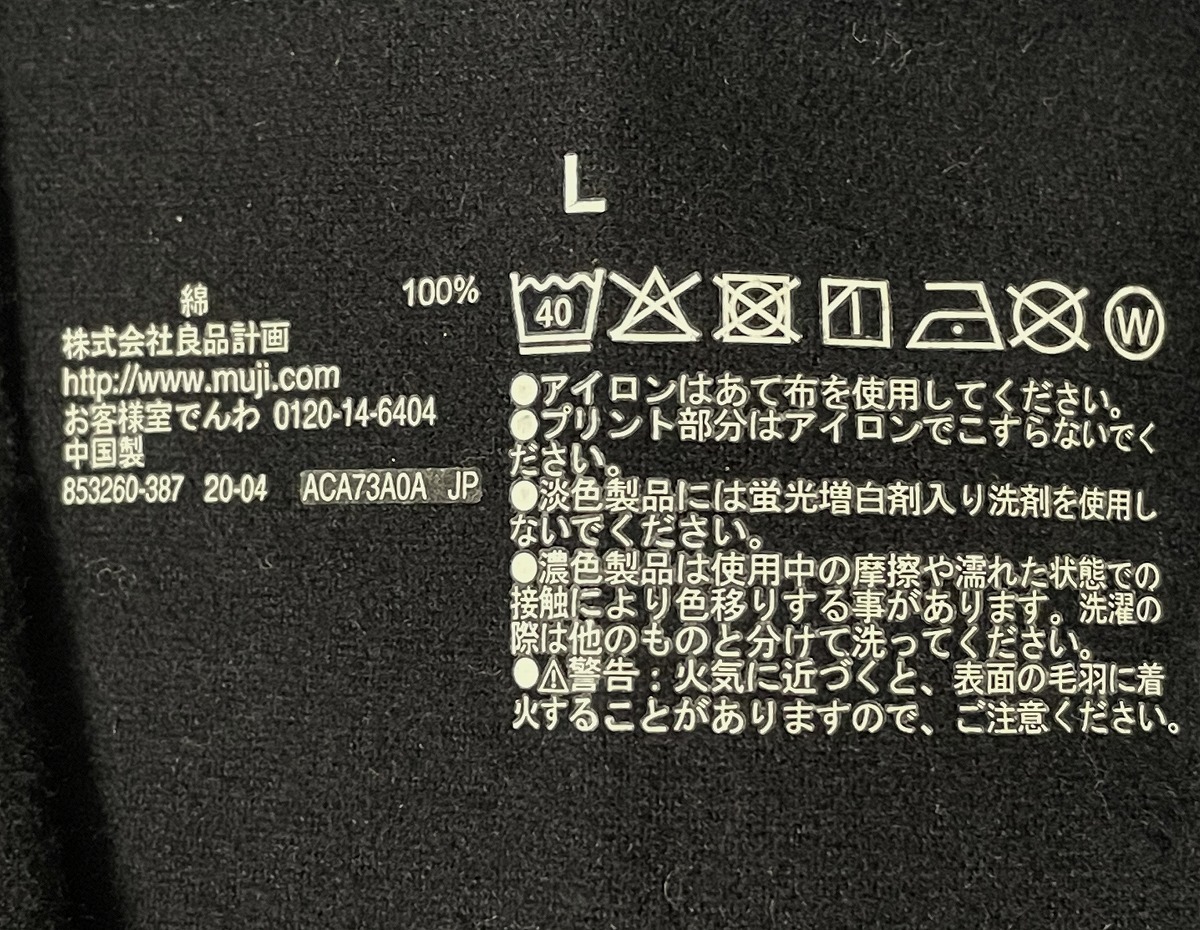 L
綿 100%
株式会社良品計画
http://www.muji.com
お客様室でんわ 0120-14-6404
中国製
853260-387 20-04 ACA73A0A JP
40
W
●アイロンはあて布を使用してください。
●プリント部分はアイロンでこすらないでく
ださい。
●淡色製品には蛍光増白剤入り洗剤を使用し
ないでください。
●濃色製品は使用中の摩擦や濡れた状態での
接触により色移りする事があります。洗濯の
際は他のものと分けて洗ってください。
●⚠警告：火気に近づくと、表面の毛羽に着
火することがありますので、ご注意ください。